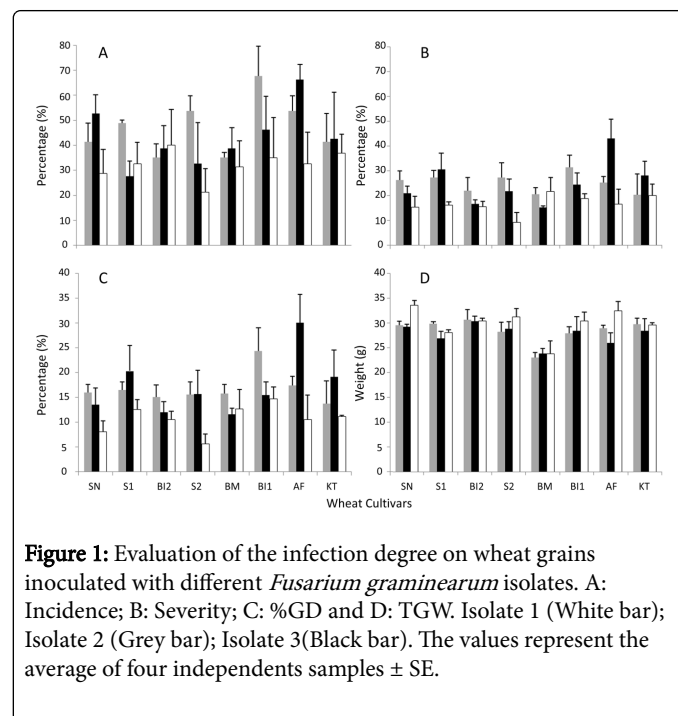 A
Percentage (%)
80
70
60
50
40
30
20
10
0
B
Percentage (%)
80
70
60
50
40
30
20
10
0
C
Percentage (%)
40
35
30
25
20
15
10
5
0
SN S1 BI2 S2 BM BI1 AF KT
D
Weight (g)
40
35
30
25
20
15
10
5
0
SN S1 BI2 S2 BM BI1 AF KT
Wheat Cultivars
Figure 1: Evaluation of the infection degree on wheat grains
inoculated with different Fusarium graminearum isolates. A:
Incidence; B: Severity; C: %GD and D: TGW. Isolate 1 (White bar);
Isolate 2 (Grey bar); Isolate 3(Black bar). The values represent the
average of four independents samples ± SE.